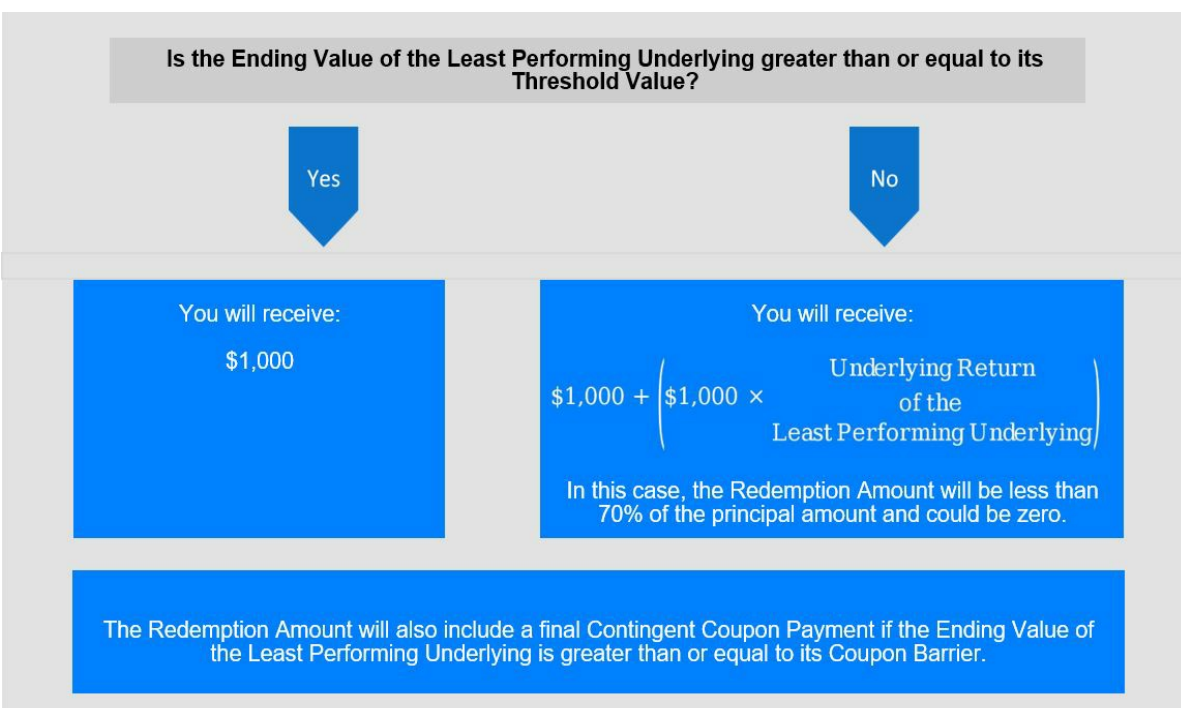 Is the Ending Value of the Least Performing Underlying greater than or equal to its
Threshold Value?
Yes
No
You will receive:
$1,000
You will receive:
$1,000 + ($1,000 × Underlying Return
of the
Least Performing Underlying)
In this case, the Redemption Amount will be less than
70% of the principal amount and could be zero.
The Redemption Amount will also include a final Contingent Coupon Payment if the Ending Value of
the Least Performing Underlying is greater than or equal to its Coupon Barrier.